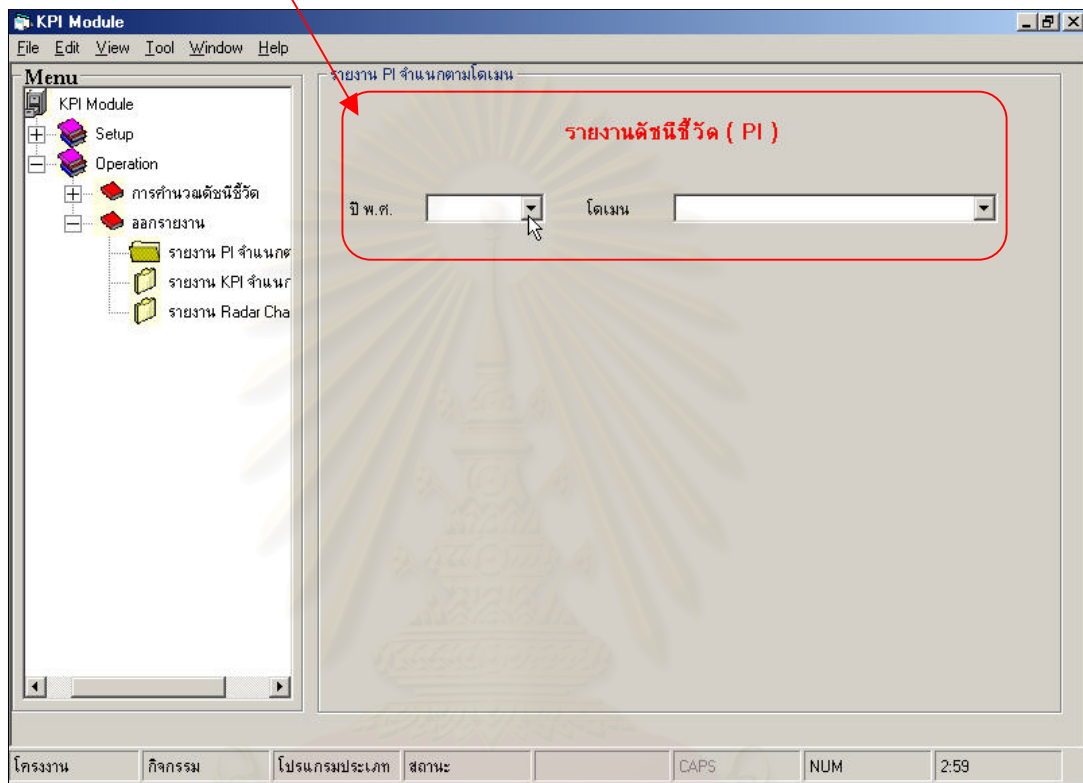 KPI Module
File Edit View Tool Window Help
Menu
KPI Module
Setup
Operation
การคำนวณดัชนีชี้วัด
ออกรายงาน
รายงาน PI จำแนกต
รายงาน KPI จำแนก
รายงาน Radar Cha
รายงาน PI จำแนกตามโดเมน
รายงานดัชนีชี้วัด ( PI )
ปี พ.ศ. โดเมน
โครงงาน กิจกรรม โปรแกรมประเภท สถานะ CAPS NUM 2:59